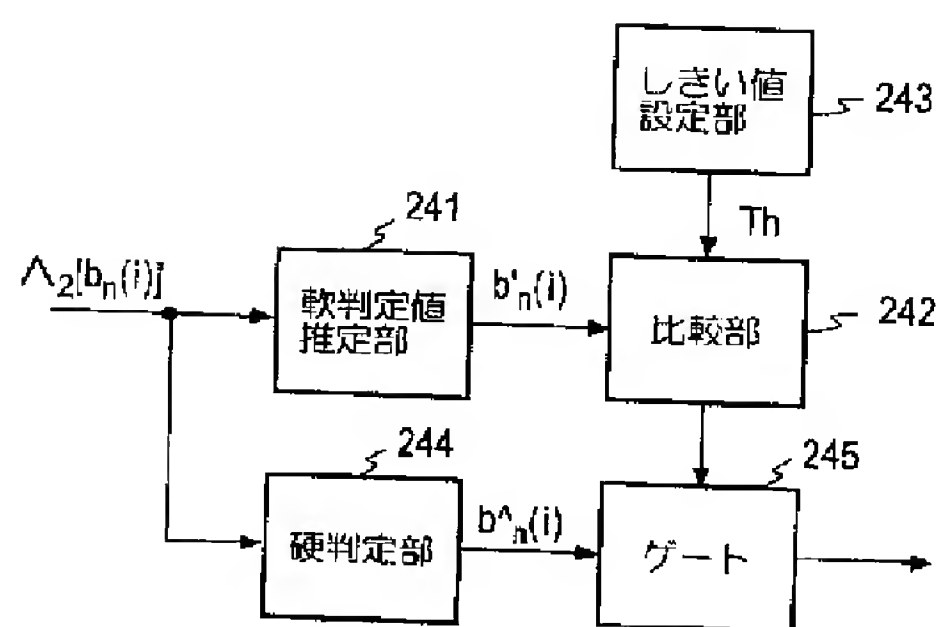 しきい値
設定部
243
Th
241
Λ₂[bₙ(i)]
軟判定値
推定部
b'ₙ(i)
比較部
242
244
硬判定部
b^ₙ(i)
245
ゲート